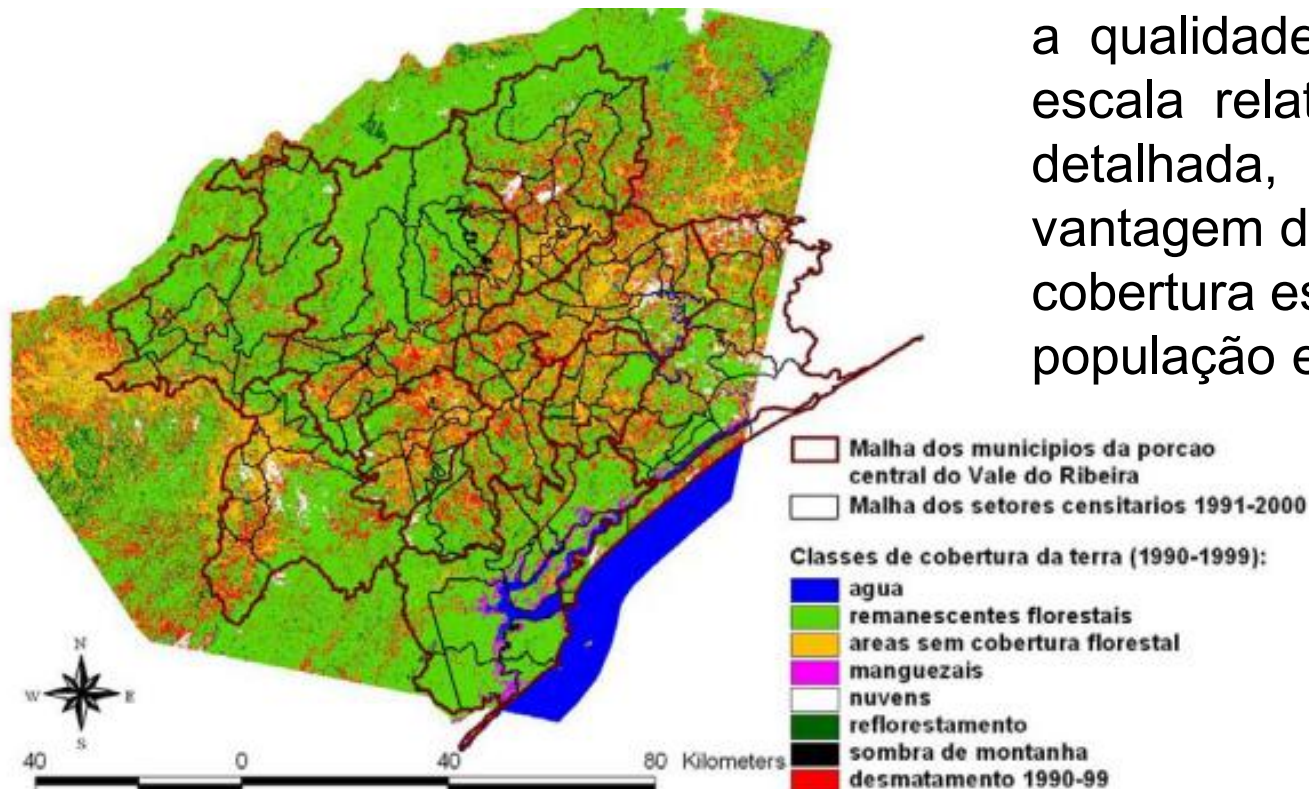 a qualidade
escala relat
detalhada,
vantagem d
cobertura es
população e
Malha dos municipios da porcao
central do Vale do Ribeira
Malha dos setores censitarios 1991-2000
Classes de cobertura da terra (1990-1999):
agua
remanescentes florestais
areas sem cobertura florestal
manguezais
nuvens
reflorestamento
sombra de montanha
desmatamento 1990-99
N
W E
S
40 0 40 80 Kilometers